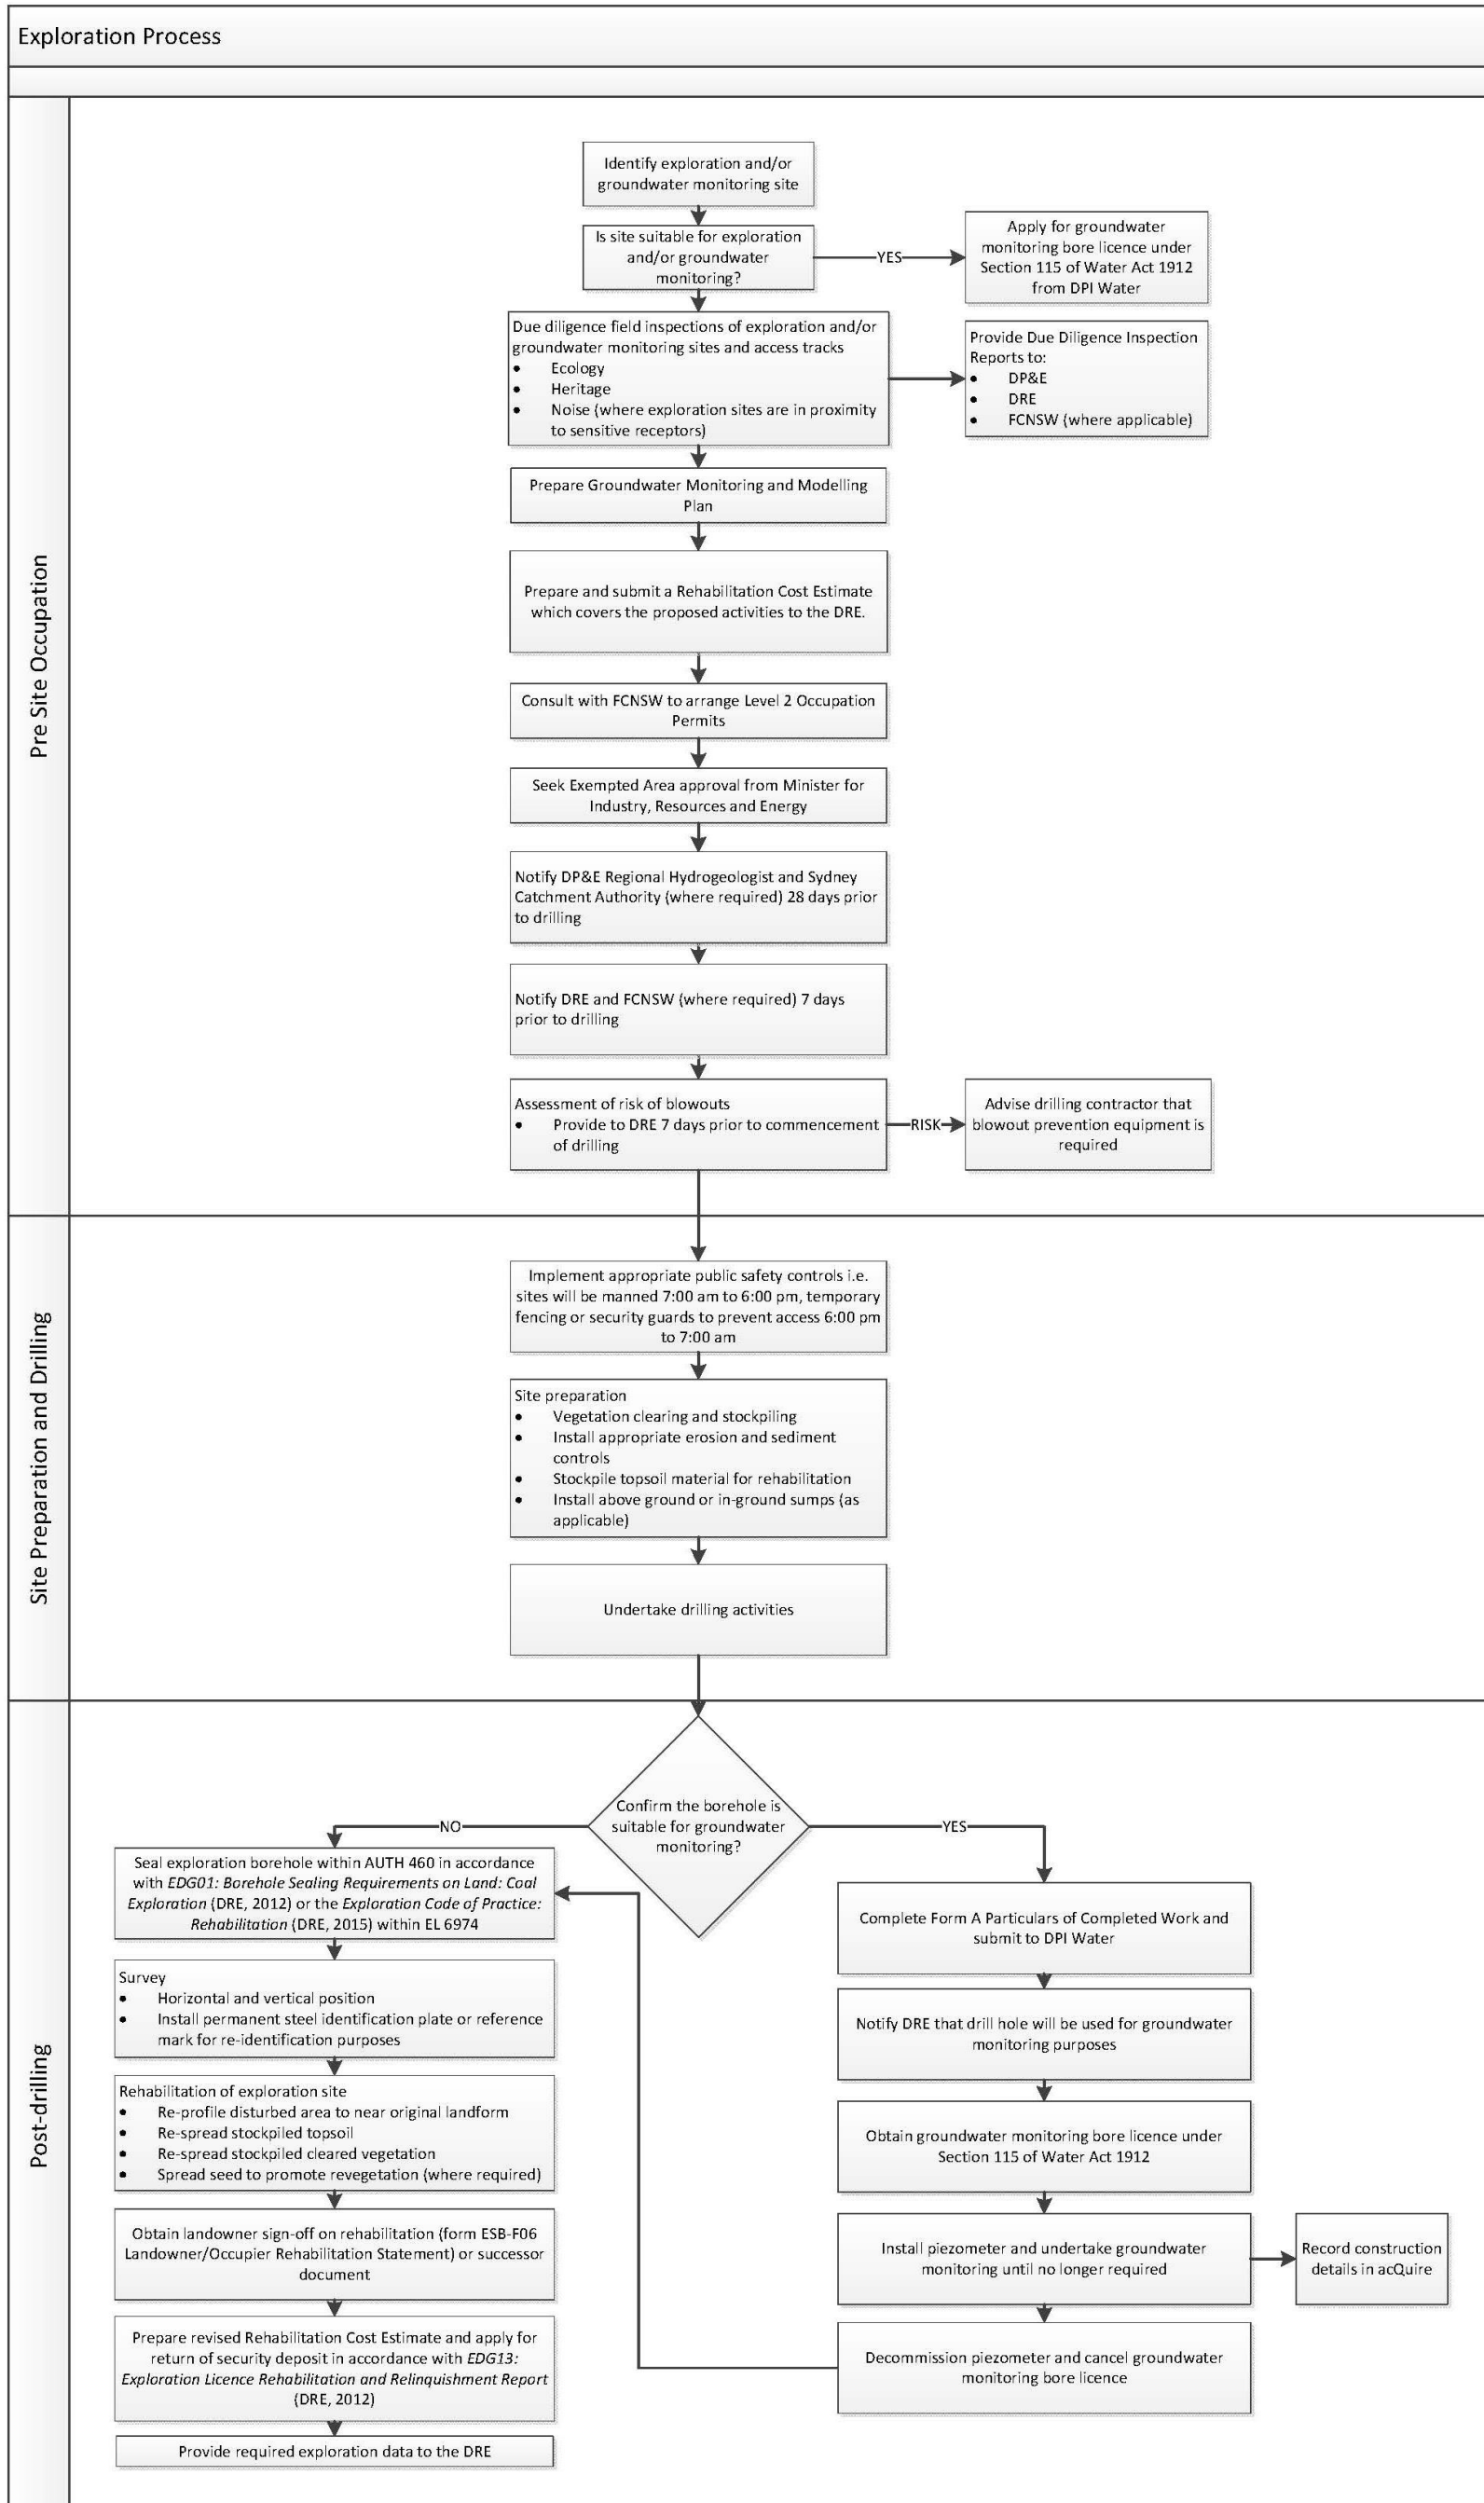 Exploration Process
Pre Site Occupation
Identify exploration and/or
groundwater monitoring site
Is site suitable for exploration
and/or groundwater
monitoring?
YES
Apply for groundwater
monitoring bore licence under
Section 115 of Water Act 1912
from DPI Water
Due diligence field inspections of exploration and/or
groundwater monitoring sites and access tracks
• Ecology
• Heritage
• Noise (where exploration sites are in proximity
to sensitive receptors)
Provide Due Diligence Inspection
Reports to:
• DP&E
• DRE
• FCNSW (where applicable)
Prepare Groundwater Monitoring and Modelling
Plan
Prepare and submit a Rehabilitation Cost Estimate
which covers the proposed activities to the DRE.
Consult with FCNSW to arrange Level 2 Occupation
Permits
Seek Exempted Area approval from Minister for
Industry, Resources and Energy
Notify DP&E Regional Hydrogeologist and Sydney
Catchment Authority (where required) 28 days prior
to drilling
Notify DRE and FCNSW (where required) 7 days
prior to drilling
Assessment of risk of blowouts
• Provide to DRE 7 days prior to commencement
of drilling
RISK
Advise drilling contractor that
blowout prevention equipment is
required
Site Preparation and Drilling
Implement appropriate public safety controls i.e.
sites will be manned 7:00 am to 6:00 pm, temporary
fencing or security guards to prevent access 6:00 pm
to 7:00 am
Site preparation
• Vegetation clearing and stockpiling
• Install appropriate erosion and sediment
controls
• Stockpile topsoil material for rehabilitation
• Install above ground or in-ground sumps (as
applicable)
Undertake drilling activities
Post-drilling
Confirm the borehole is
suitable for groundwater
monitoring?
NO
YES
Seal exploration borehole within AUTH 460 in accordance
with EDG01: Borehole Sealing Requirements on Land: Coal
Exploration (DRE, 2012) or the Exploration Code of Practice:
Rehabilitation (DRE, 2015) within EL 6974
Survey
• Horizontal and vertical position
• Install permanent steel identification plate or reference
mark for re-identification purposes
Rehabilitation of exploration site
• Re-profile disturbed area to near original landform
• Re-spread stockpiled topsoil
• Re-spread stockpiled cleared vegetation
• Spread seed to promote revegetation (where required)
Obtain landowner sign-off on rehabilitation (form ESB-F06
Landowner/Occupier Rehabilitation Statement) or successor
document
Prepare revised Rehabilitation Cost Estimate and apply for
return of security deposit in accordance with EDG13:
Exploration Licence Rehabilitation and Relinquishment Report
(DRE, 2012)
Provide required exploration data to the DRE
Complete Form A Particulars of Completed Work and
submit to DPI Water
Notify DRE that drill hole will be used for groundwater
monitoring purposes
Obtain groundwater monitoring bore licence under
Section 115 of Water Act 1912
Install piezometer and undertake groundwater
monitoring until no longer required
Record construction
details in acQuire
Decommission piezometer and cancel groundwater
monitoring bore licence